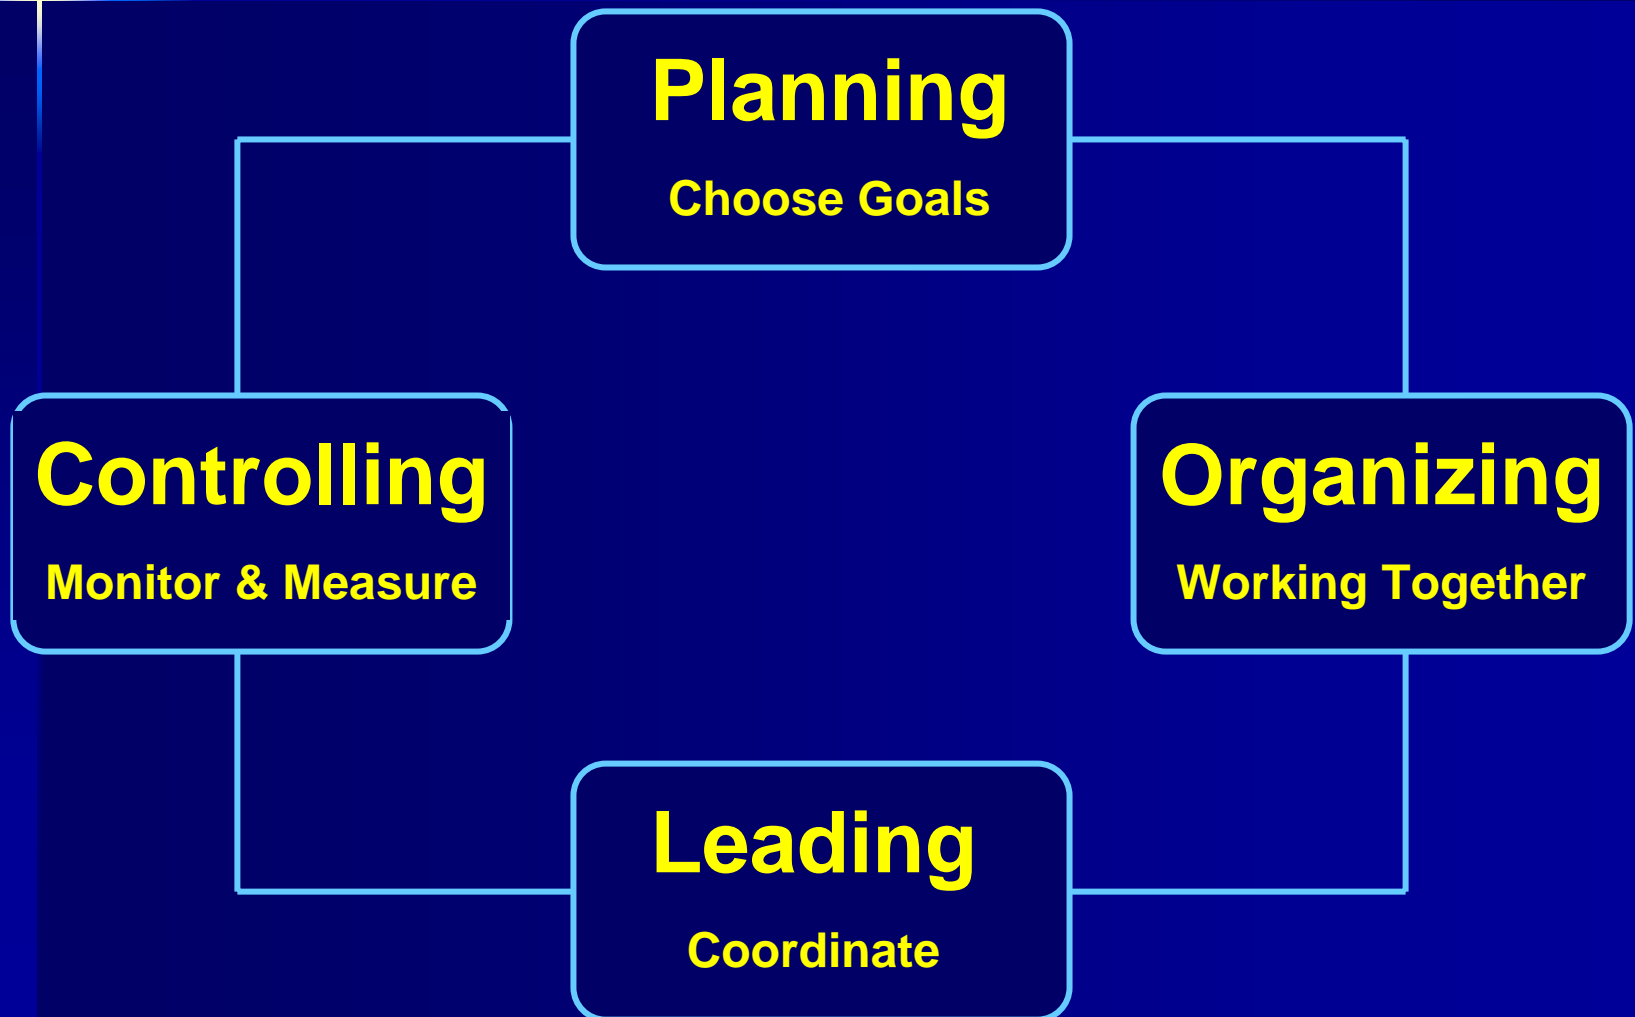 Planning
Choose Goals
Controlling
Monitor & Measure
Organizing
Working Together
Leading
Coordinate